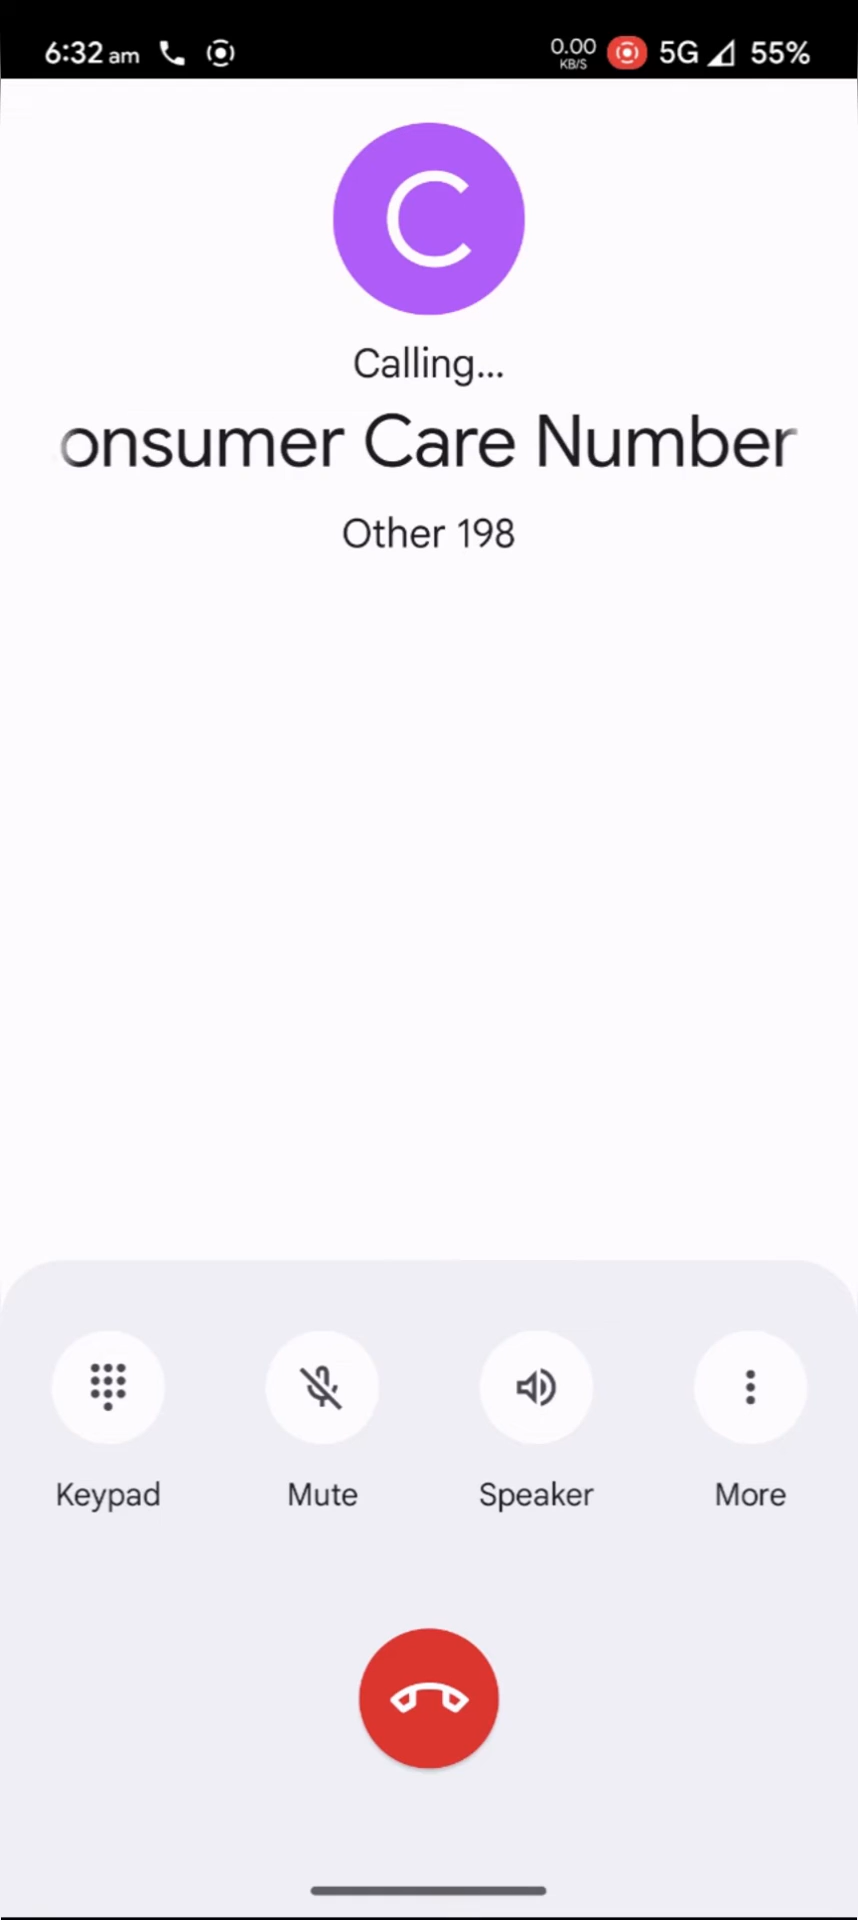 6:32 am 0.00 KB/S 5G 55%
C
Calling...
onsumer Care Number
Other 198
Keypad Mute Speaker More